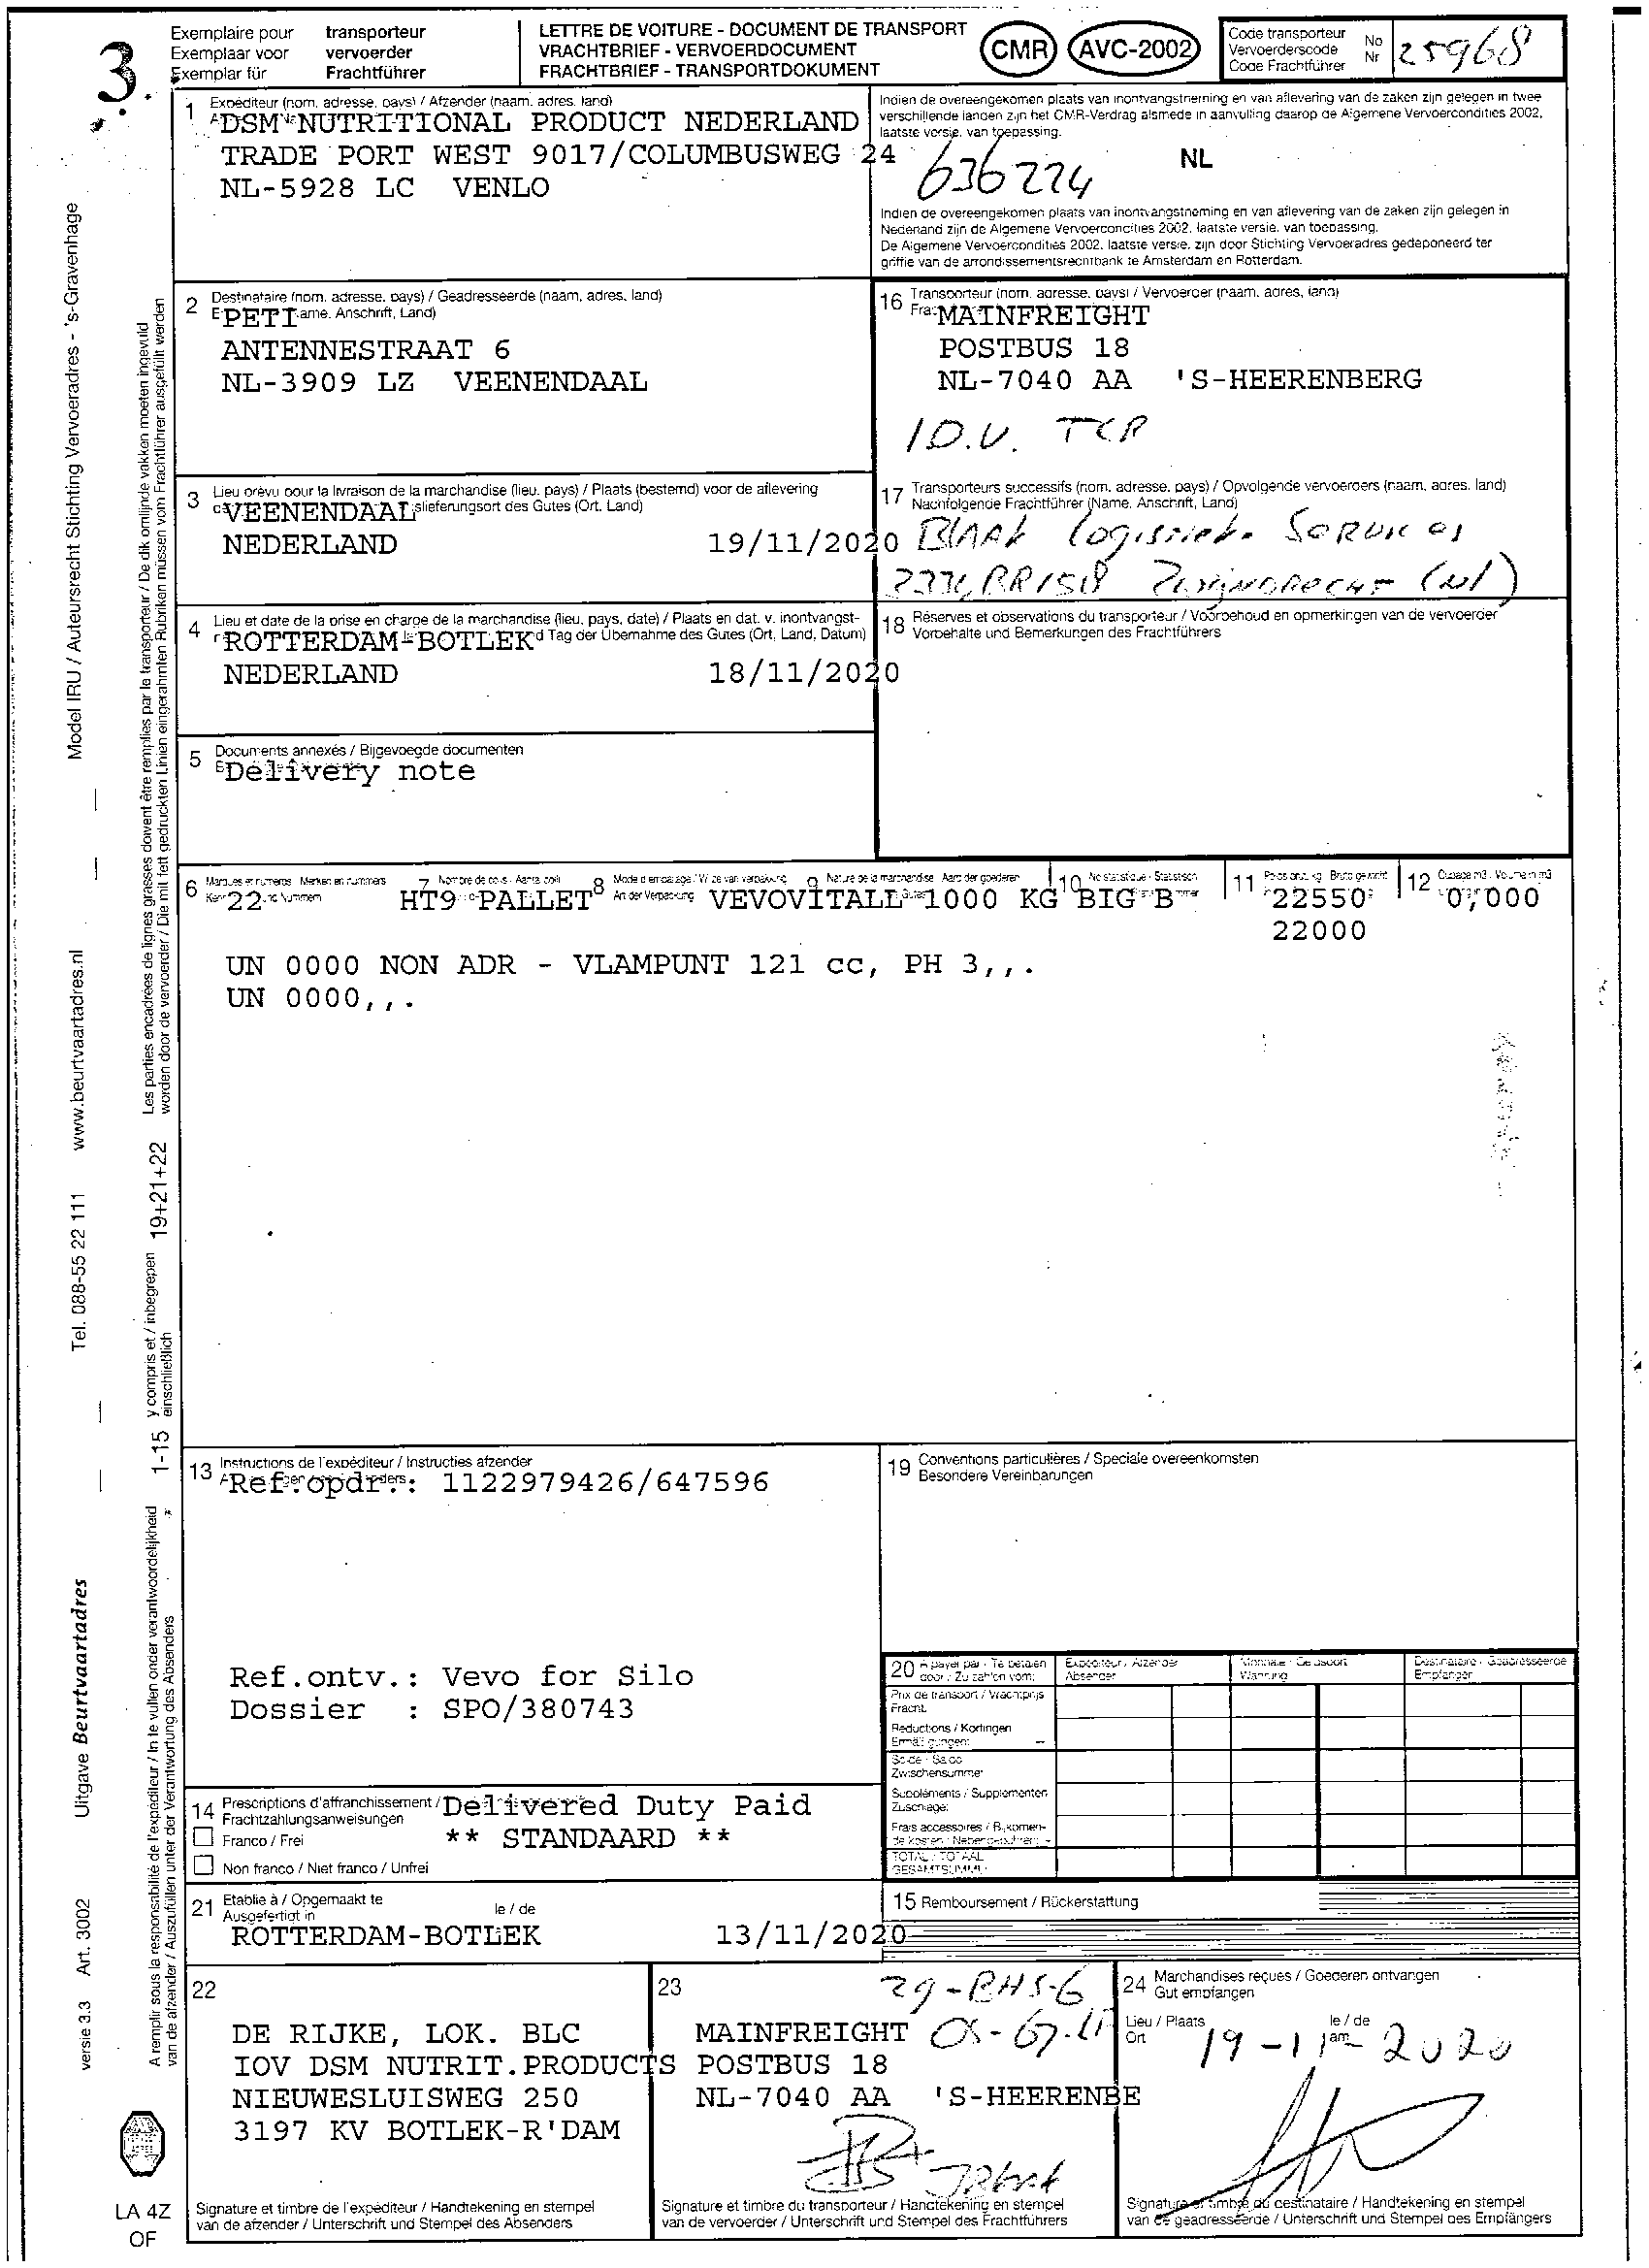 3.
Exemplaire pour transporteur
Exemplaar voor vervoerder
Exemplar für Frachtführer
LETTRE DE VOITURE - DOCUMENT DE TRANSPORT
VRACHTBRIEF - VERVOERDOCUMENT
FRACHTBRIEF - TRANSPORTDOKUMENT
CMR AVC-2002
Code transporteur
Vervoerderscode
Code Frachtführer
No
Nr
25968
1 Expéditeur (nom, adresse, pays) / Afzender (naam, adres, land)
DSM NUTRITIONAL PRODUCT NEDERLAND
TRADE PORT WEST 9017/COLUMBUSWEG 24
NL-5928 LC VENLO
Indien de overeengekomen plaats van inontvangstneming en van aflevering van de zaken zijn gelegen in twee
verschillende landen zijn het CMR-Verdrag alsmede in aanvulling daarop de Algemene Vervoercondities 2002,
laatste versie, van toepassing.
636224
NL
Indien de overeengekomen plaats van inontvangstneming en van aflevering van de zaken zijn gelegen in
Nederland zijn de Algemene Vervoercondities 2002, laatste versie, van toepassing.
De Algemene Vervoercondities 2002, laatste versie, zijn door Stichting Vervoeradres gedeponeerd ter
griffie van de arrondissementsrechtbank te Amsterdam en Rotterdam.
2 Destinataire (nom, adresse, pays) / Geadresseerde (naam, adres, land)
PETI ame, Anschrift, Land)
ANTENNESTRAAT 6
NL-3909 LZ VEENENDAAL
16 Transporteur (nom, adresse, pays) / Vervoerder (naam, adres, land)
MAINFREIGHT
POSTBUS 18
NL-7040 AA 'S-HEERENBERG
I.O.V. TCR
3 Lieu prévu pour la livraison de la marchandise (lieu, pays) / Plaats (bestemd) voor de aflevering
VEENENDAAL slieferungsort des Gutes (Ort, Land)
NEDERLAND 19/11/2020
17 Transporteurs successifs (nom, adresse, pays) / Opvolgende vervoerders (naam, adres, land)
Nachfolgende Frachtführer (Name, Anschrift, Land)
(NL)
4 Lieu et date de la prise en charge de la marchandise (lieu, pays, date) / Plaats en dat. v. inontvangst-
ROTTERDAM-BOTLEK d Tag der Übernahme des Gutes (Ort, Land, Datum)
NEDERLAND 18/11/2020
18 Réserves et observations du transporteur / Voorbehoud en opmerkingen van de vervoerder
Vorbehalte und Bemerkungen des Frachtführers
5 Documents annexés / Bijgevoegde documenten
Delivery note
6 Marques et numéros Merken en nummers 7 Nombre de colis - Aantal colli 8 Mode d'emballage / Wijze van verpakking 9 Nature de la marchandise Aard der goederen 10 No statistique - Statistisch 11 Poids brut, kg Bruto gewicht 12 Cubage m3 - Volume in m3
22 HT9 PALLET VEVOVITALL 1000 KG BIG B 22550 0,000
22000
UN 0000 NON ADR - VLAMPUNT 121 cc, PH 3,,.
UN 0000,,.
13 Instructions de l'expéditeur / Instructies afzender
Ref.opdr.: 1122979426/647596
19 Conventions particulières / Speciale overeenkomsten
Besondere Vereinbarungen
Ref.ontv.: Vevo for Silo
Dossier : SPO/380743
20 A payer par - Te betalen door / Zu zahlen vom:
Expéditeur / Afzender Absender
Monnaie - Geldsoort Währung
Destinataire - Geadresseerde Empfänger
Prix de transport / Vrachtprijs
Fracht
Reductions / Kortingen
Ermäßigungen: -
Solde - Saldo
Zwischensumme
Suppléments / Supplementen
Zuschläge:
Frais accessoires / Bijkomen-
de kosten / Nebengebühren: -
TOTAL / TOTAAL
GESAMTSUMME
14 Prescriptions d'affranchissement /
Frachtzahlungsanweisungen
Franco / Frei
Non franco / Niet franco / Unfrei
Delivered Duty Paid
** STANDAARD **
21 Etablie à / Opgemaakt te le / de
Ausgefertigt in
ROTTERDAM-BOTLEK 13/11/2020
15 Remboursement / Rückerstattung
22
DE RIJKE, LOK. BLC
IOV DSM NUTRIT.PRODUCTS
NIEUWESLUISWEG 250
3197 KV BOTLEK-R'DAM
Signature et timbre de l'expéditeur / Handtekening en stempel
van de afzender / Unterschrift und Stempel des Absenders
23
29-BHS-6
MAINFREIGHT
POSTBUS 18
NL-7040 AA 'S-HEERENBE
Signature et timbre du transporteur / Handtekening en stempel
van de vervoerder / Unterschrift und Stempel des Frachtführers
24 Marchandises reçues / Goederen ontvangen
Gut empfangen
Lieu / Plaats le / de
Ort am
19-11-2020
Signature et timbre du destinataire / Handtekening en stempel
van de geadresseerde / Unterschrift und Stempel des Empfängers
Model IRU / Auteursrecht Stichting Vervoeradres - 's-Gravenhage
www.beurtvaartadres.nl
Tel. 088-55 22 111
Uitgave Beurtvaartadres
Art. 3002
versie 3.3
Les parties encadrées de lignes grasses doivent être remplies par le transporteur / De dik omlijnde vakken moeten ingevuld
worden door de vervoerder / Die mit fett gedruckten Linien eingerahmten Rubriken müssen vom Frachtführer ausgefüllt werden
19+21+22
y compris et / inbegrepen
einschließlich
1-15
A remplir sous la responsabilité de l'expéditeur / In te vullen onder verantwoordelijkheid
van de afzender / Auszufüllen unter der Verantwortung des Absenders
LA 4Z
OF